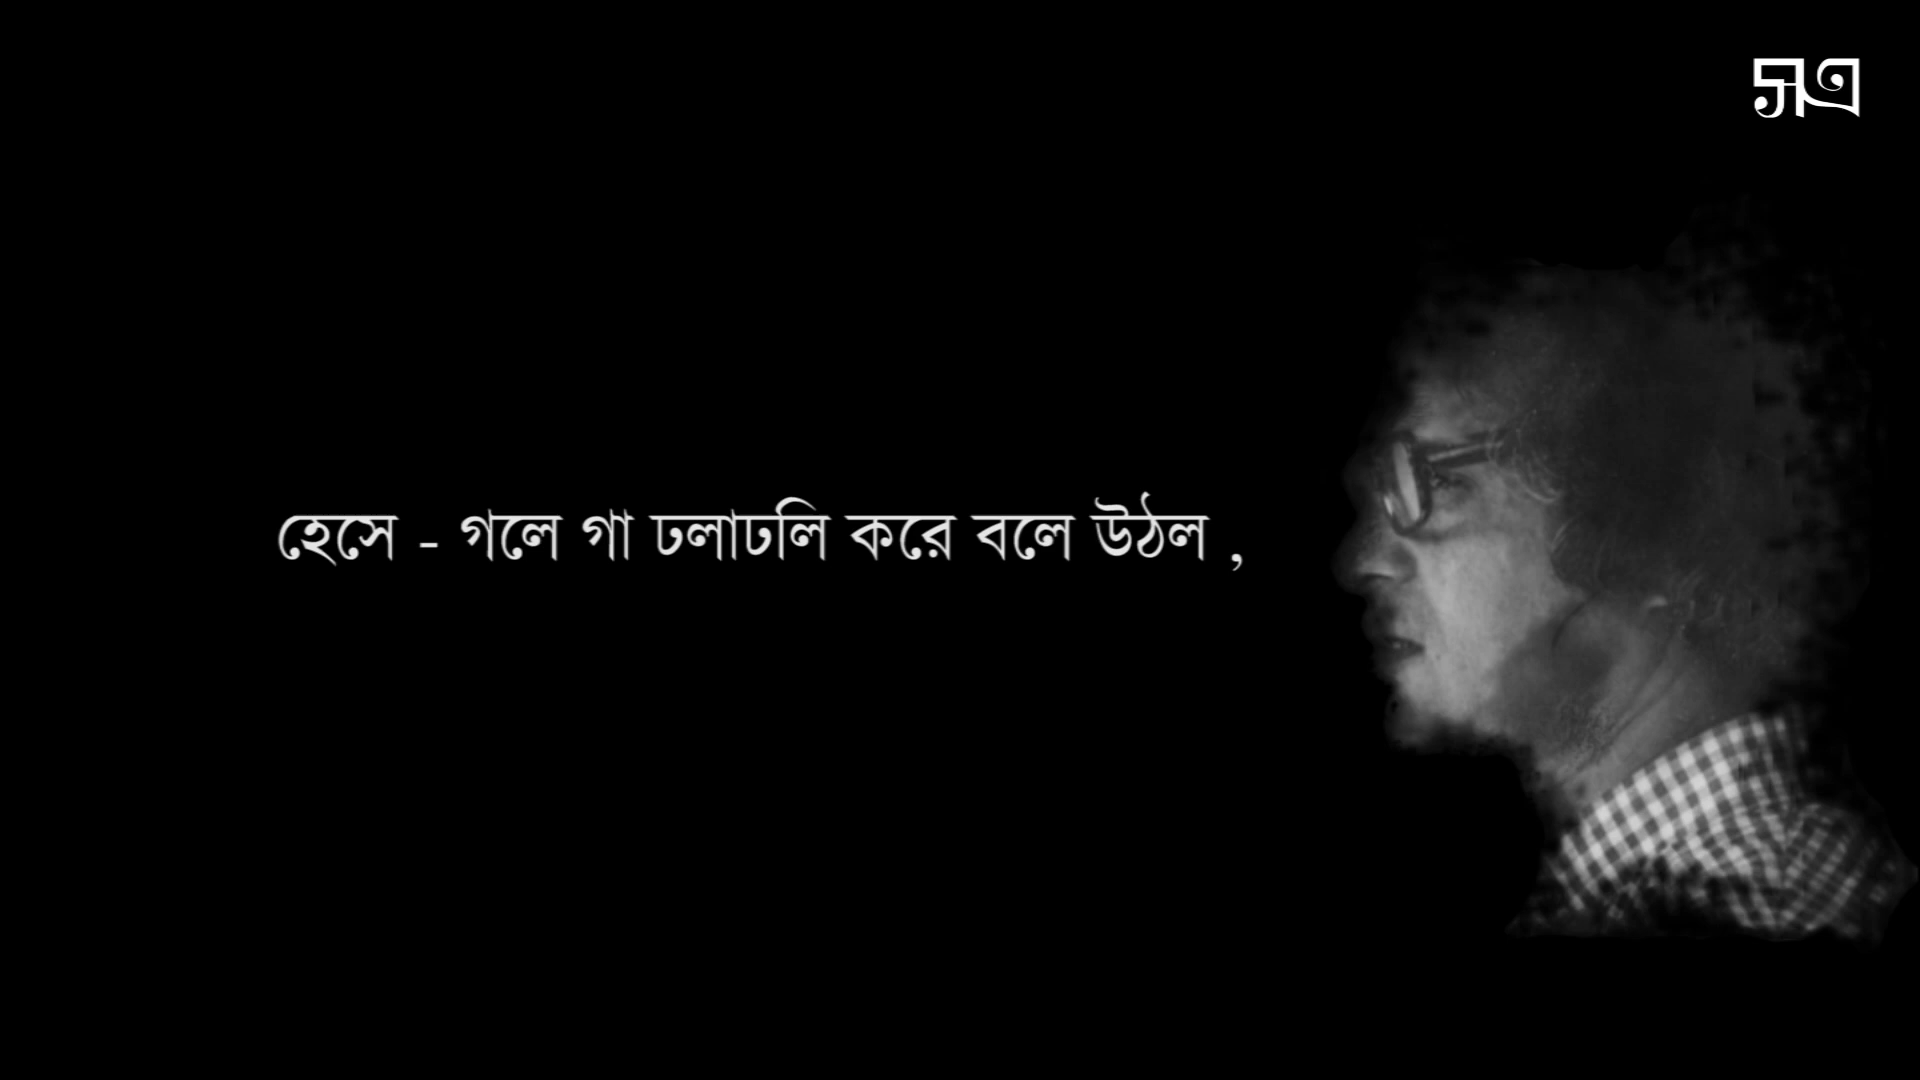 হেসে - গলে গা ঢলাঢলি করে বলে উঠল ,